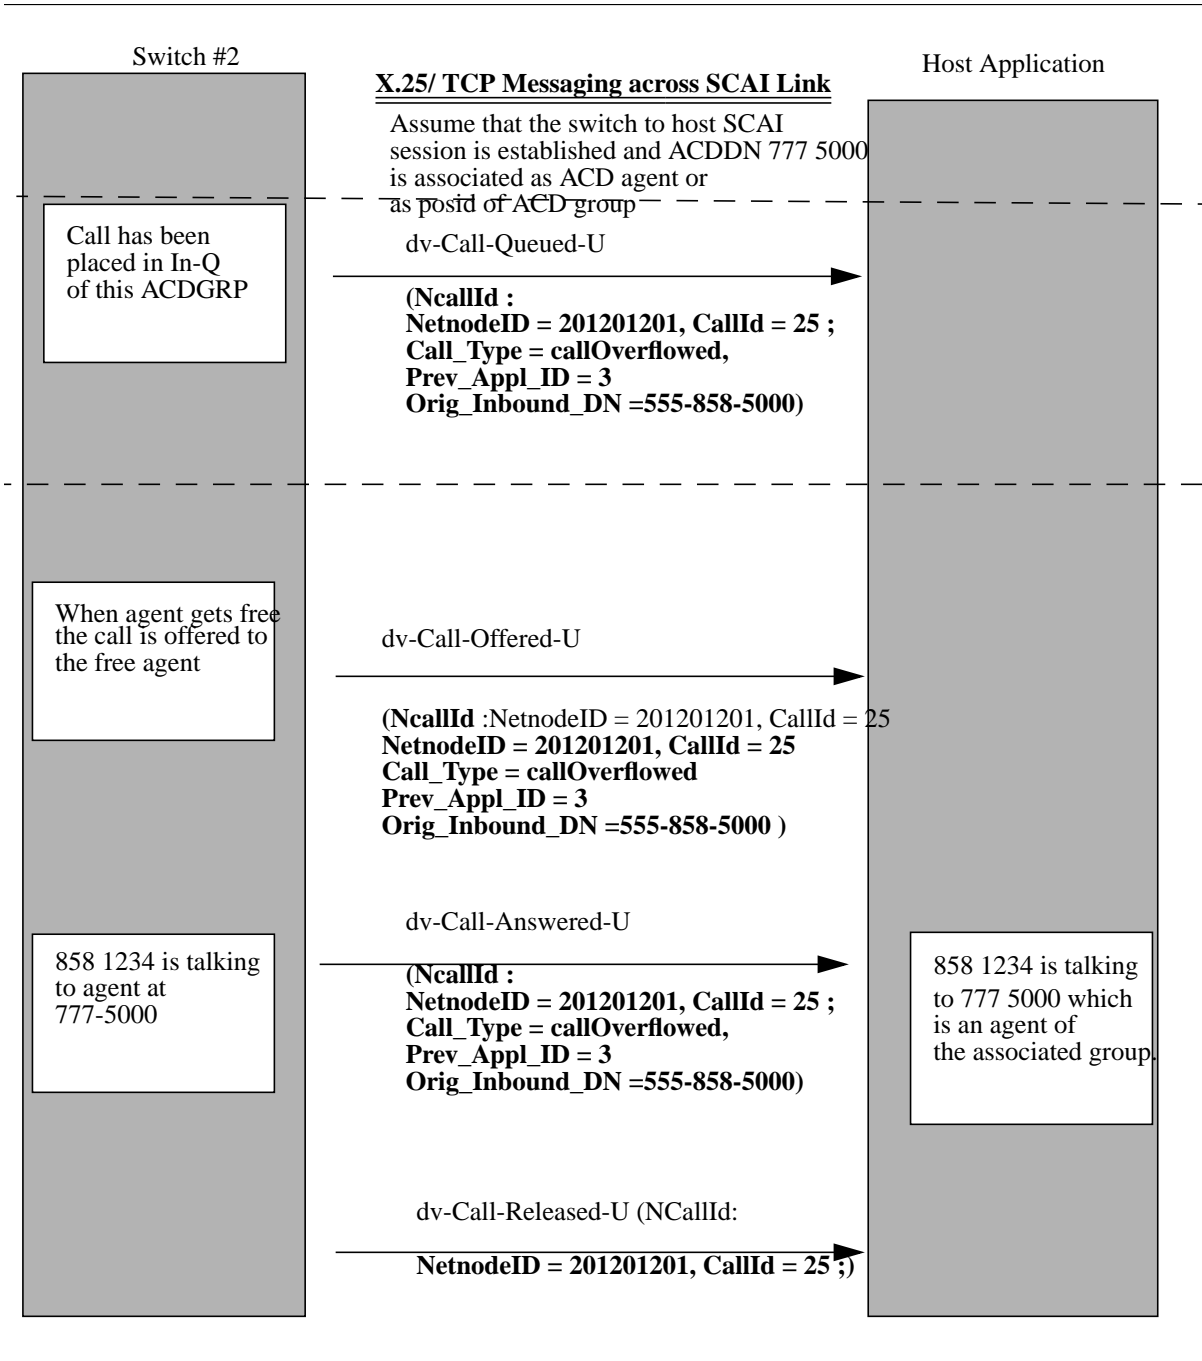 Switch #2
Host Application
X.25/ TCP Messaging across SCAI Link
Assume that the switch to host SCAI
session is established and ACDDN 777 5000
is associated as ACD agent or
as posid of ACD group
Call has been
placed in In-Q
of this ACDGRP
dv-Call-Queued-U
(NcallId :
NetnodeID = 201201201, CallId = 25 ;
Call_Type = callOverflowed,
Prev_Appl_ID = 3
Orig_Inbound_DN =555-858-5000)
When agent gets free
the call is offered to
the free agent
dv-Call-Offered-U
(NcallId :NetnodeID = 201201201, CallId = 25
NetnodeID = 201201201, CallId = 25
Call_Type = callOverflowed
Prev_Appl_ID = 3
Orig_Inbound_DN =555-858-5000 )
858 1234 is talking
to agent at
777-5000
dv-Call-Answered-U
(NcallId :
NetnodeID = 201201201, CallId = 25 ;
Call_Type = callOverflowed,
Prev_Appl_ID = 3
Orig_Inbound_DN =555-858-5000)
858 1234 is talking
to 777 5000 which
is an agent of
the associated group.
dv-Call-Released-U (NCallId:
NetnodeID = 201201201, CallId = 25 ;)